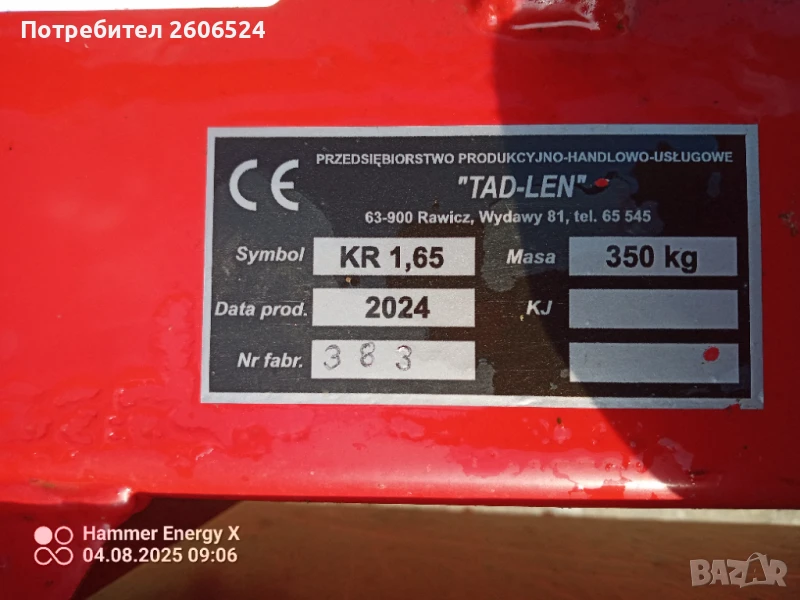 Потребител 2606524
CE
PRZEDSIĘBIORSTWO PRODUKCYJNO-HANDLOWO-USŁUGOWE
"TAD-LEN"
63-900 Rawicz, Wydawy 81, tel. 65 545
Symbol KR 1,65 Masa 350 kg
Data prod. 2024 KJ
Nr fabr. 383
Hammer Energy X
04.08.2025 09:06
BAZAR